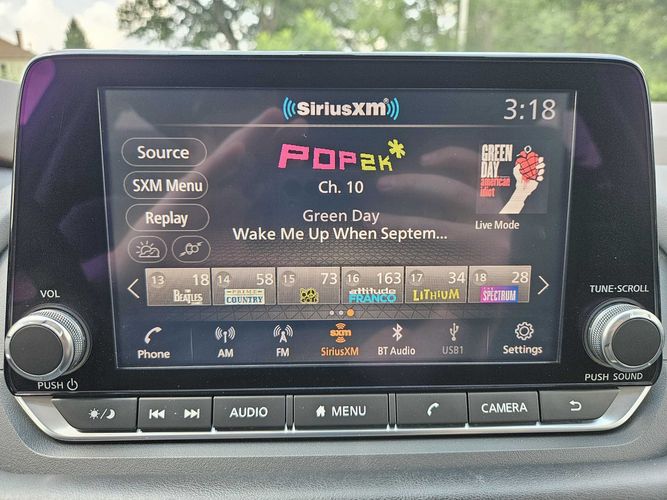 SiriusXM
3:18
Source
SXM Menu
Replay
POP2K*
Ch. 10
Green Day
Wake Me Up When Septem...
GREEN DAY
american idiot
Live Mode
13 18
The BEATLES
14 58
PRIME COUNTRY
15 73
16 163
attitude FRANCO
17 34
LITHIUM
18 28
THE SPECTRUM
Phone
AM
FM
sxm
SiriusXM
BT Audio
USB1
Settings
VOL
PUSH
TUNE·SCROLL
PUSH SOUND
AUDIO
MENU
CAMERA